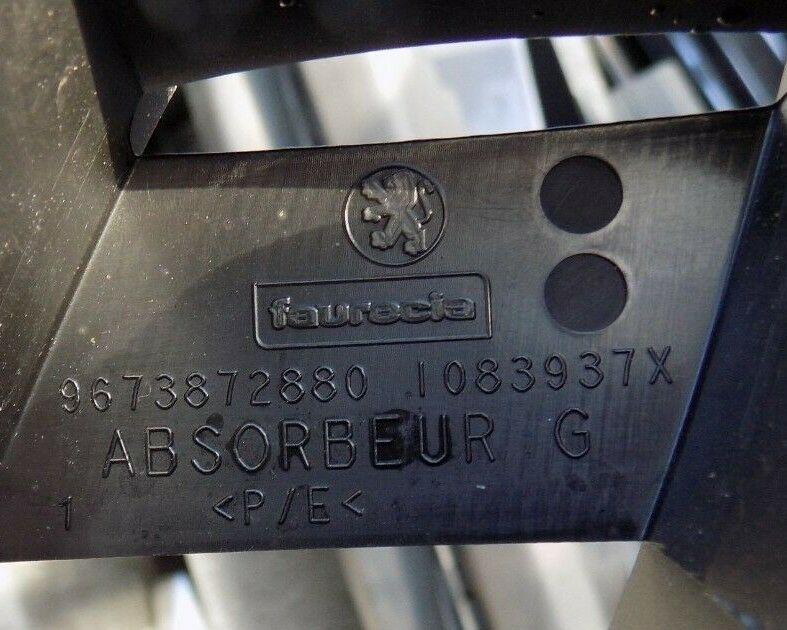 faurecia
9673872880 1083937X
ABSORBEUR G
1 <P/E<